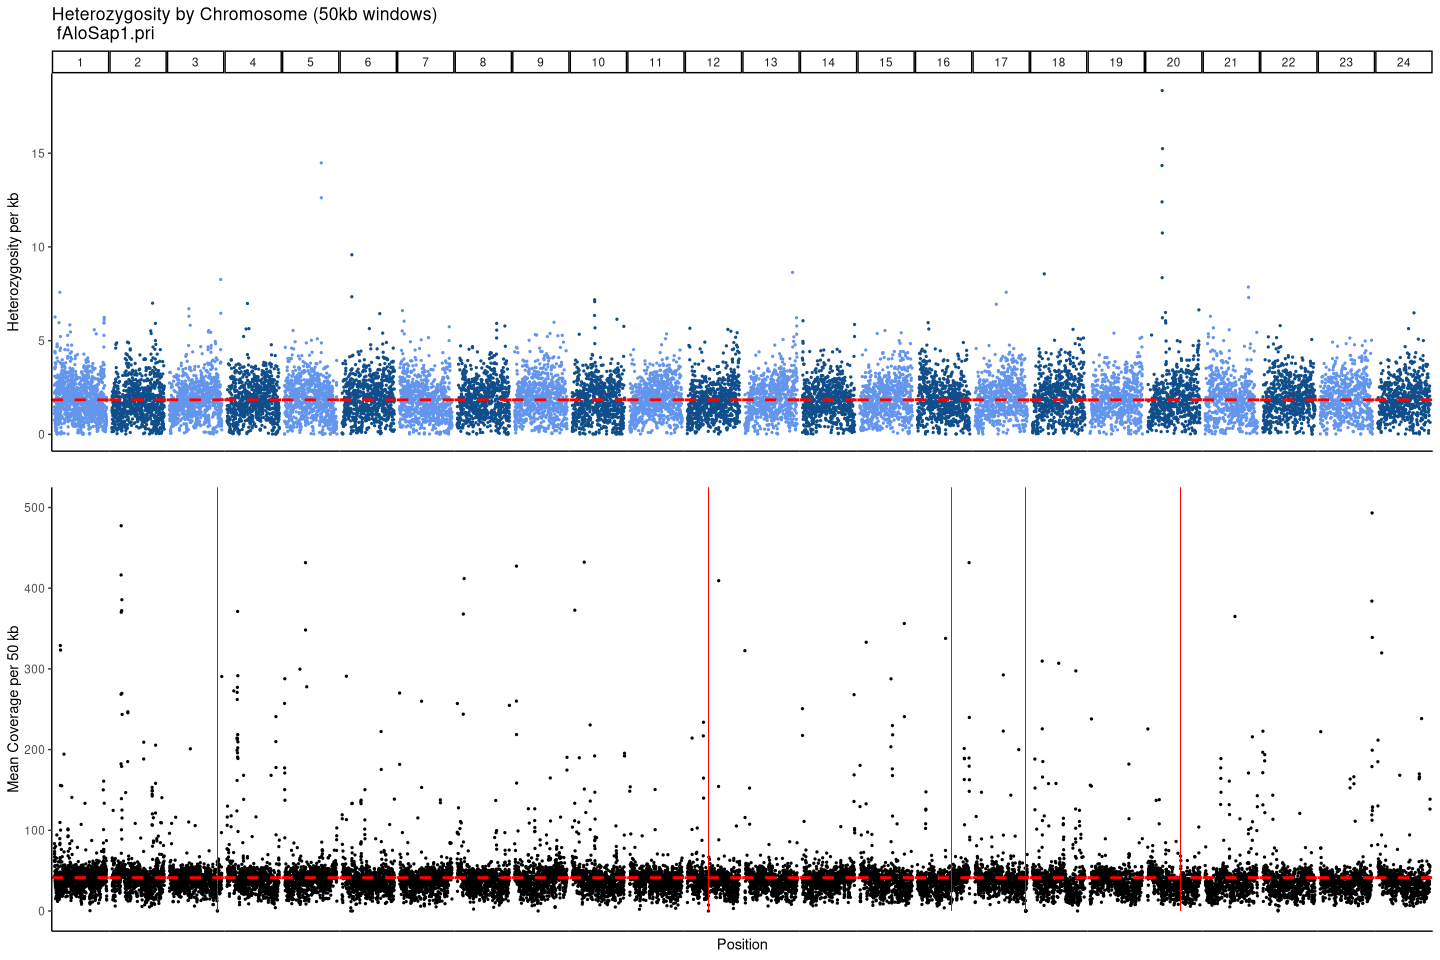 Heterozygosity by Chromosome (50kb windows)
fAloSap1.pri
1 2 3 4 5 6 7 8 9 10 11 12 13 14 15 16 17 18 19 20 21 22 23 24
Heterozygosity per kb
15
10
5
0
Mean Coverage per 50 kb
500
400
300
200
100
0
Position